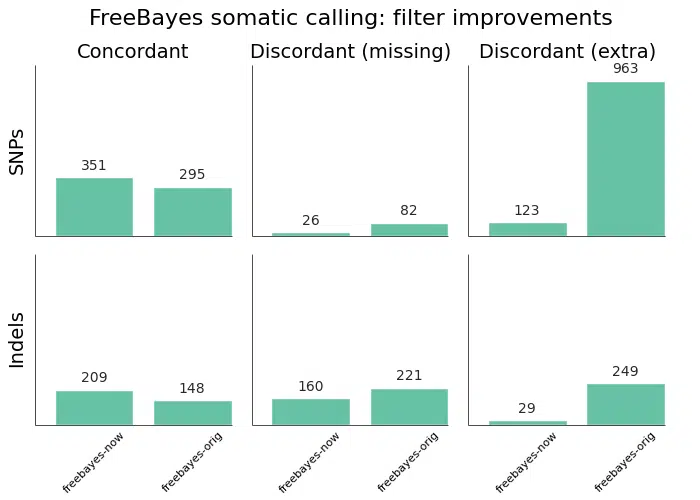 FreeBayes somatic calling: filter improvements
Concordant
Discordant (missing)
Discordant (extra)
SNPs
351
295
26
82
123
963
Indels
209
148
160
221
29
249
freebayes-now
freebayes-orig
freebayes-now
freebayes-orig
freebayes-now
freebayes-orig